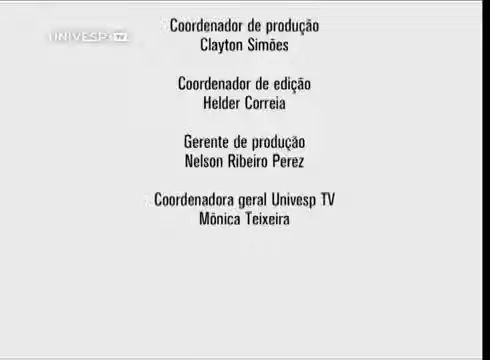 UNIVESP TV
Coordenador de produção
Clayton Simões
Coordenador de edição
Helder Correia
Gerente de produção
Nelson Ribeiro Perez
Coordenadora geral Univesp TV
Mônica Teixeira